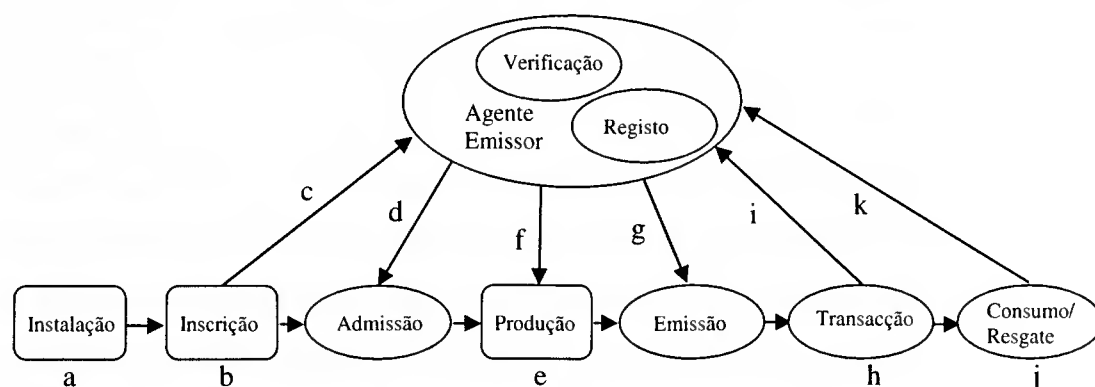 Verificação
Agente
Emissor
Registo
c
d
f
g
i
k
Instalação
Inscrição
Admissão
Produção
Emissão
Transacção
Consumo/
Resgate
a
b
e
h
j